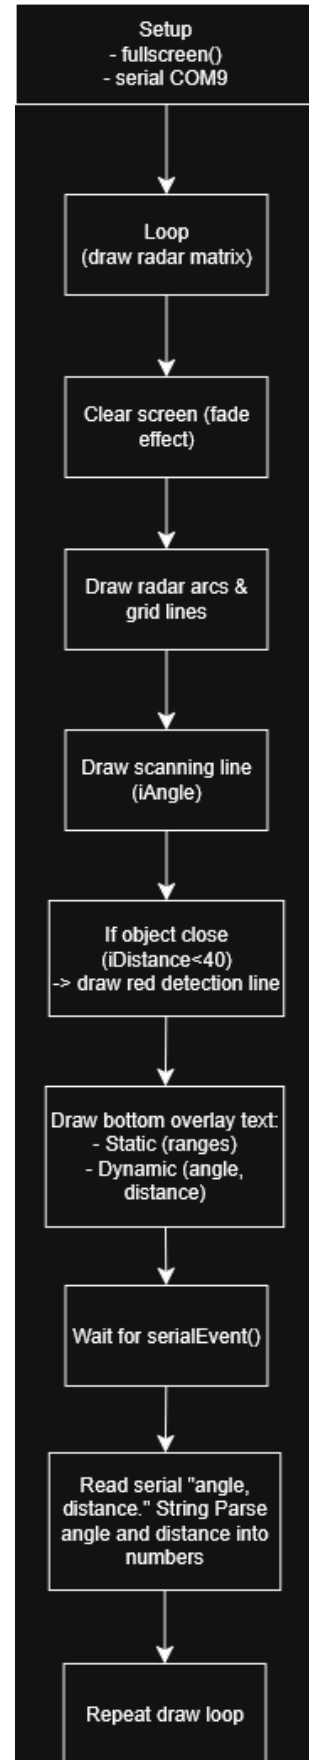 Setup
- fullscreen()
- serial COM9
Loop
(draw radar matrix)
Clear screen (fade
effect)
Draw radar arcs &
grid lines
Draw scanning line
(iAngle)
If object close
(iDistance<40)
-> draw red detection line
Draw bottom overlay text:
- Static (ranges)
- Dynamic (angle,
distance)
Wait for serialEvent()
Read serial "angle,
distance." String Parse
angle and distance into
numbers
Repeat draw loop